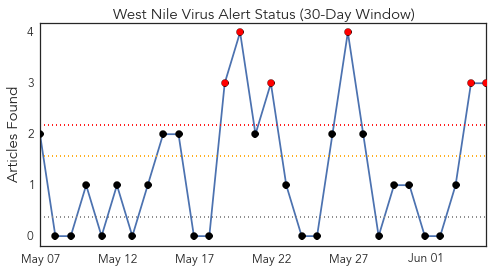 West Nile Virus Alert Status (30-Day Window)
Articles Found
4
3
2
1
0
May 07
May 12
May 17
May 22
May 27
Jun 01